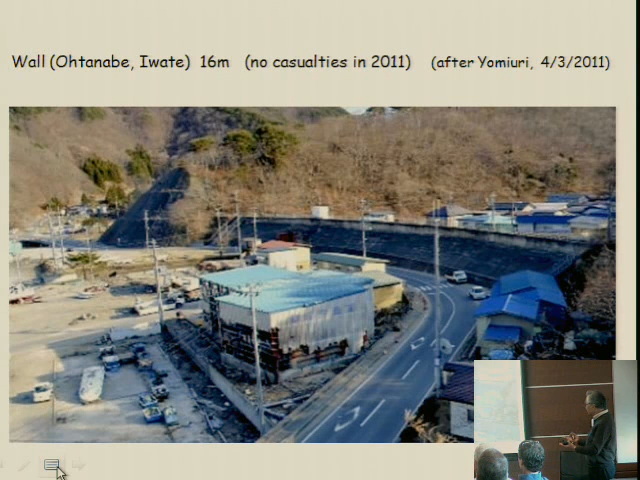 Wall (Ohtanabe, Iwate) 16m (no casualties in 2011) (after Yomiuri, 4/3/2011)